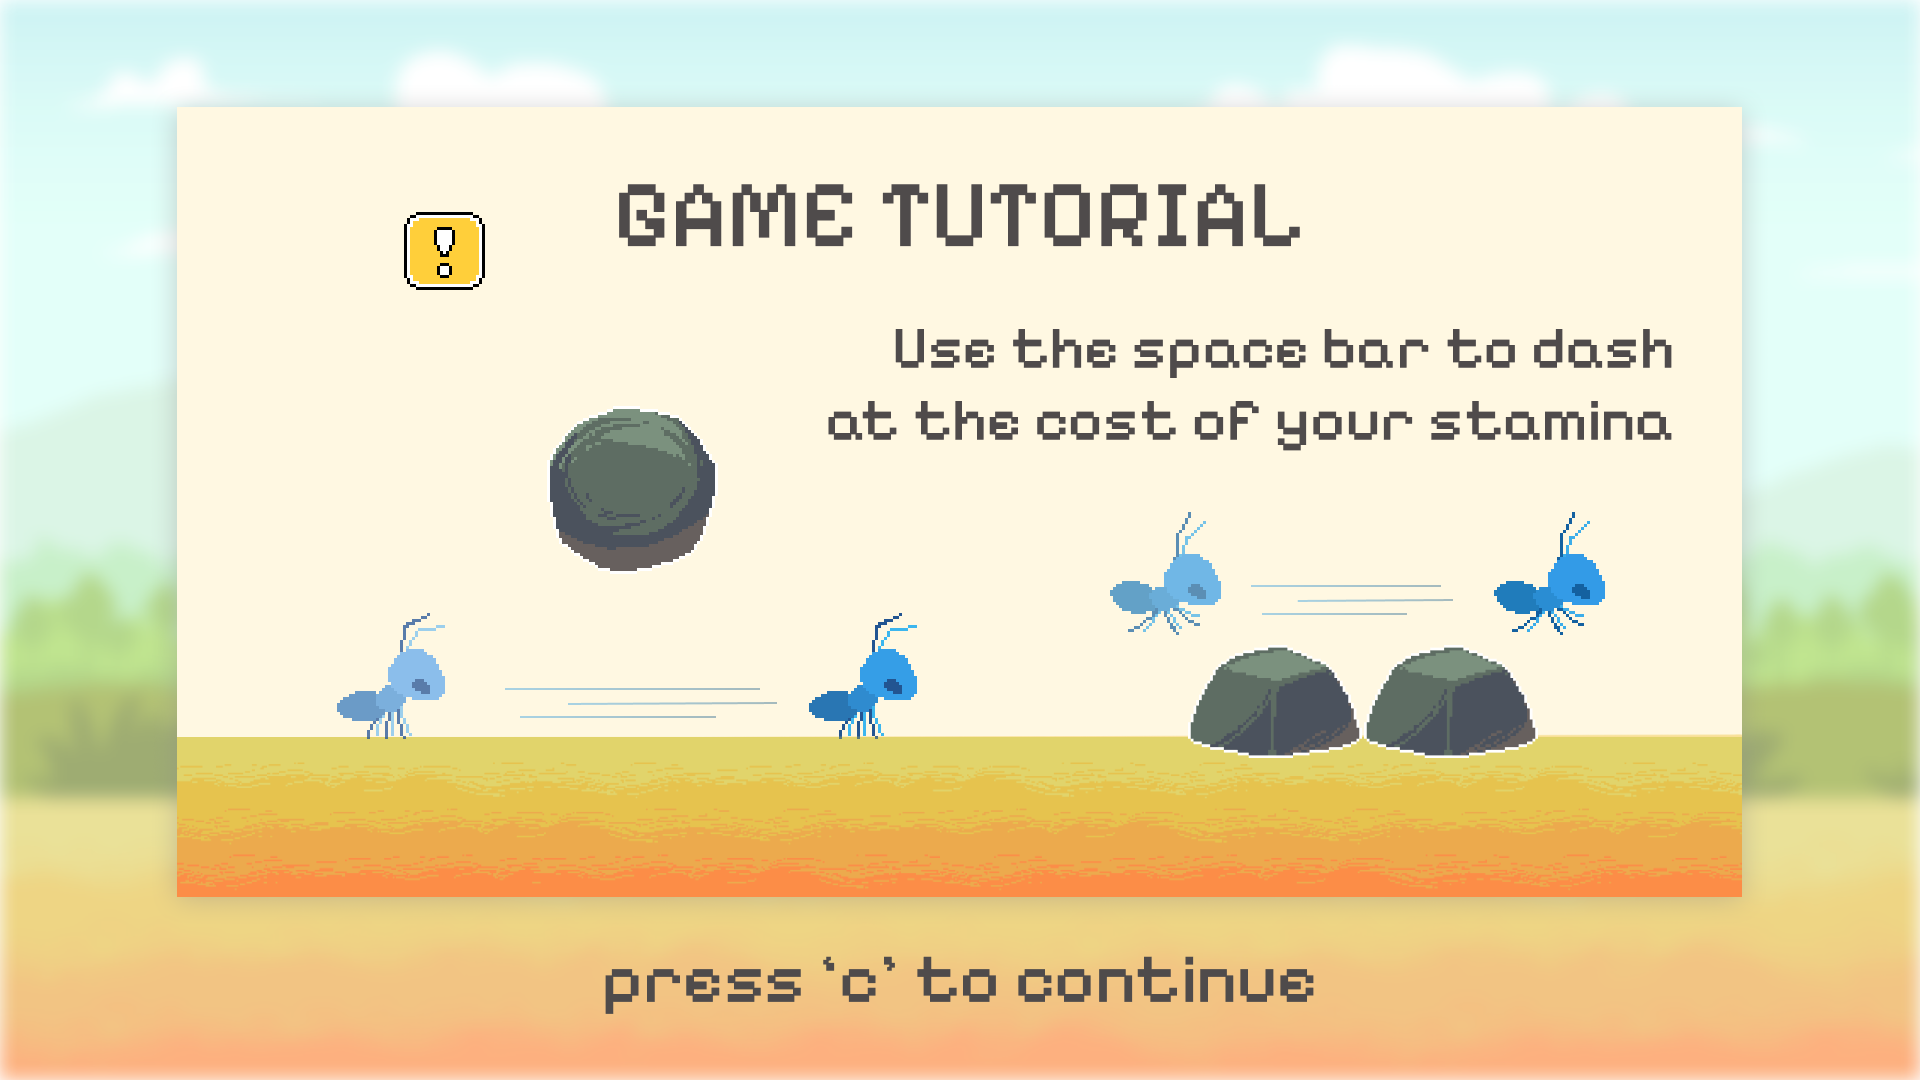 GAME TUTORIAL
!
Use the space bar to dash
at the cost of your stamina
press 'c' to continue